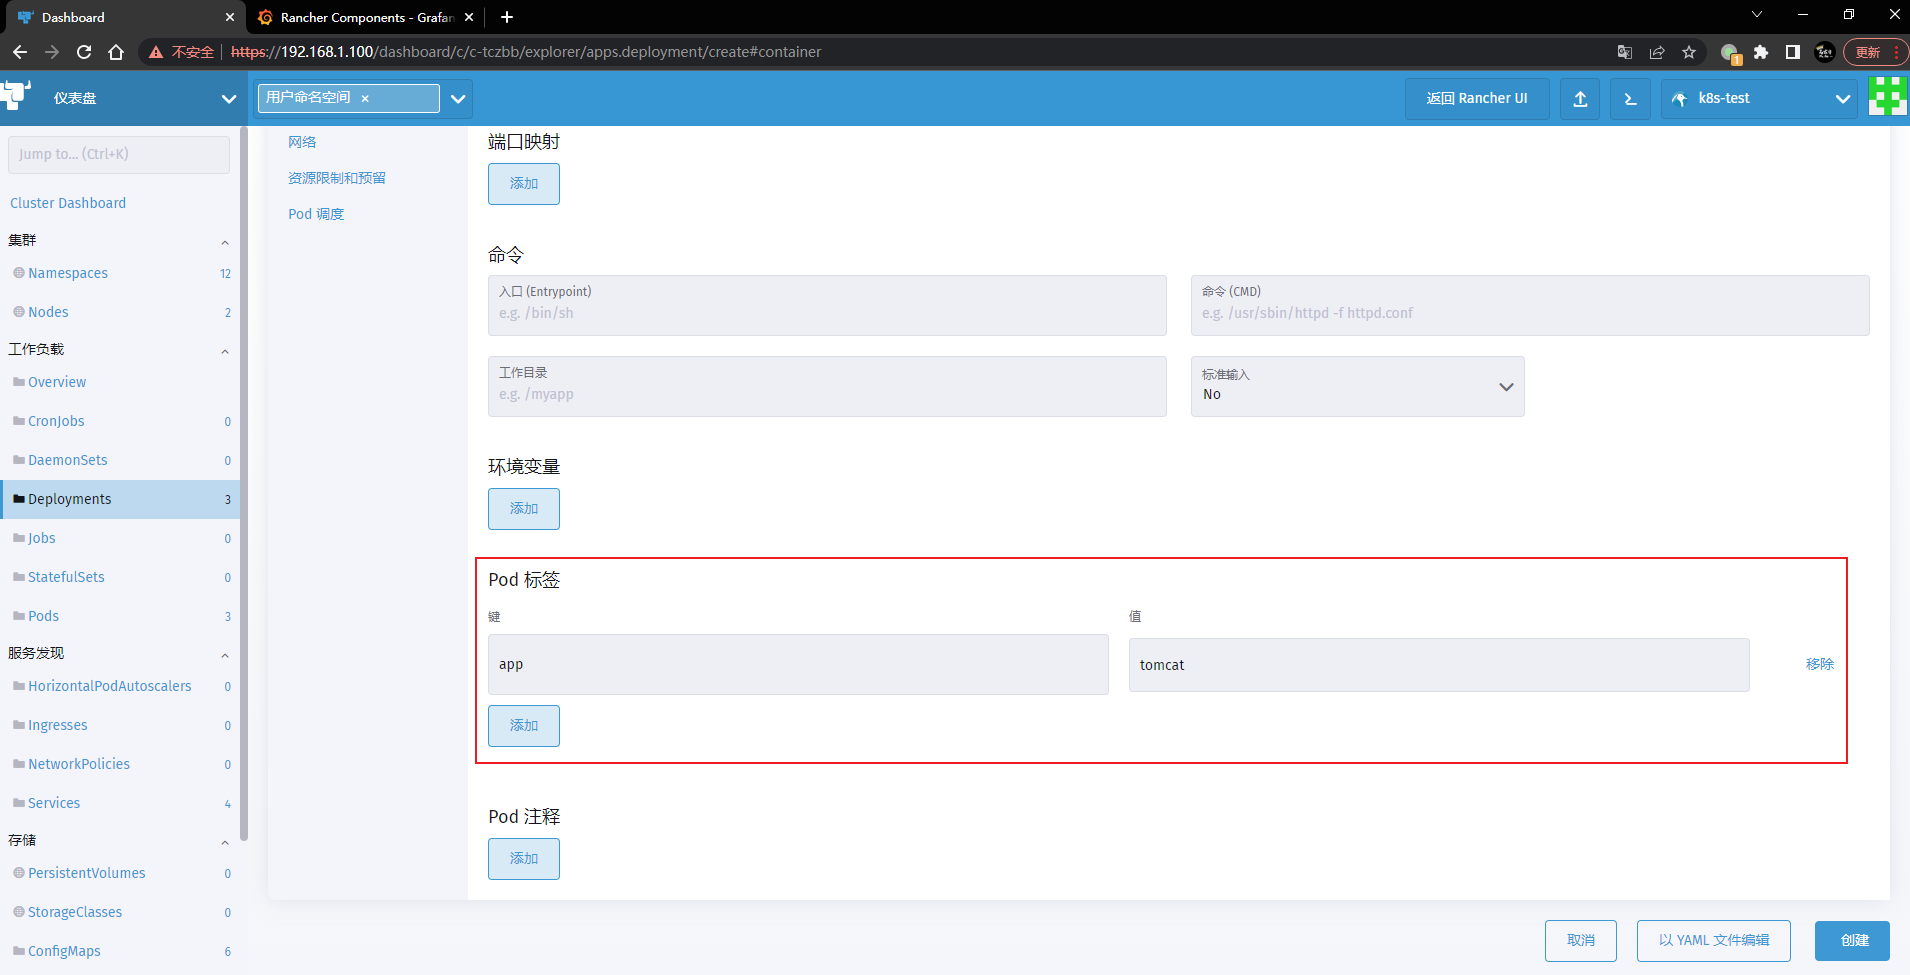 Dashboard
Rancher Components - Grafan
不安全 https://192.168.1.100/dashboard/c/c-tczbb/explorer/apps.deployment/create#container
1
更新
仪表盘
用户命名空间 ×
返回 Rancher UI
k8s-test
Jump to... (Ctrl+K)
Cluster Dashboard
集群
Namespaces 12
Nodes 2
工作负载
Overview
CronJobs 0
DaemonSets 0
Deployments 3
Jobs 0
StatefulSets 0
Pods 3
服务发现
HorizontalPodAutoscalers 0
Ingresses 0
NetworkPolicies 0
Services 4
存储
PersistentVolumes 0
StorageClasses 0
ConfigMaps 6
网络
资源限制和预留
Pod 调度
端口映射
添加
命令
入口 (Entrypoint)
e.g. /bin/sh
命令 (CMD)
e.g. /usr/sbin/httpd -f httpd.conf
工作目录
e.g. /myapp
标准输入
No
环境变量
添加
Pod 标签
键 值
app tomcat 移除
添加
Pod 注释
添加
取消 以 YAML 文件编辑 创建